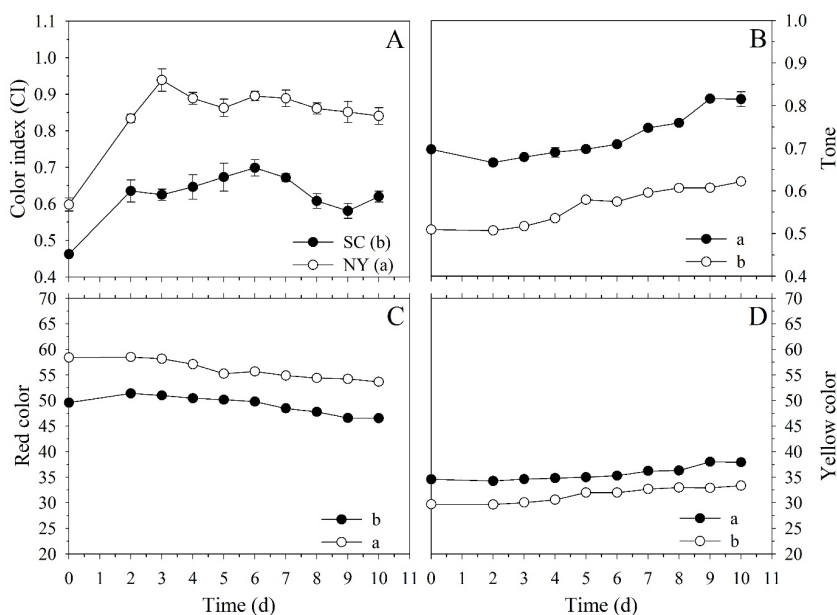 1.1
1.0
0.9
0.8
0.7
0.6
0.5
0.4
Color index (CI)
A
SC (b)
NY (a)
B
a
b
1.0
0.9
0.8
0.7
0.6
0.5
0.4
Tone
70
65
60
55
50
45
40
35
30
25
20
Red color
C
b
a
0 1 2 3 4 5 6 7 8 9 10 11
Time (d)
D
a
b
70
65
60
55
50
45
40
35
30
25
20
Yellow color
0 1 2 3 4 5 6 7 8 9 10 11
Time (d)